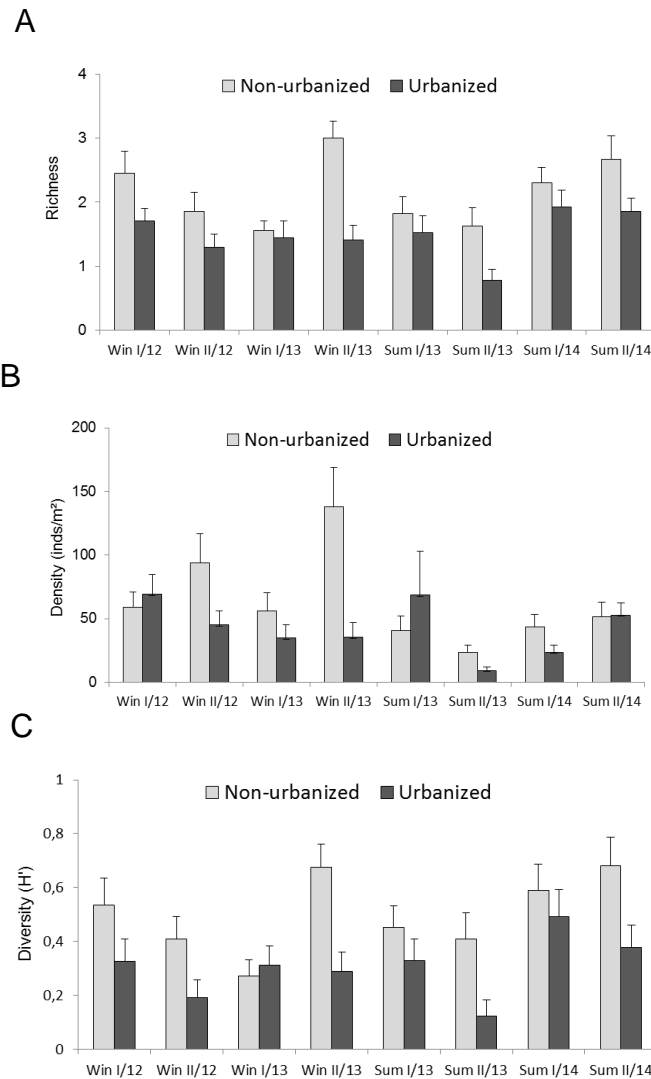 A
Non-urbanized Urbanized
Richness
4
3
2
1
0
Win I/12 Win II/12 Win I/13 Win II/13 Sum I/13 Sum II/13 Sum I/14 Sum II/14
B
Non-urbanized Urbanized
Density (inds/m²)
200
150
100
50
0
Win I/12 Win II/12 Win I/13 Win II/13 Sum I/13 Sum II/13 Sum I/14 Sum II/14
C
Non-urbanized Urbanized
Diversity (H')
1
0,8
0,6
0,4
0,2
0
Win I/12 Win II/12 Win I/13 Win II/13 Sum I/13 Sum II/13 Sum I/14 Sum II/14